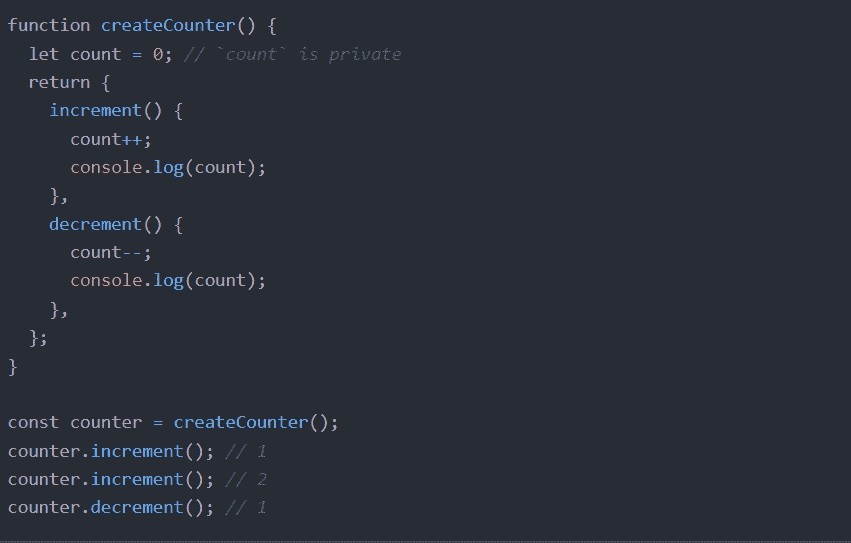 function createCounter() {
  let count = 0; // `count` is private
  return {
    increment() {
      count++;
      console.log(count);
    },
    decrement() {
      count--;
      console.log(count);
    },
  };
}

const counter = createCounter();
counter.increment(); // 1
counter.increment(); // 2
counter.decrement(); // 1